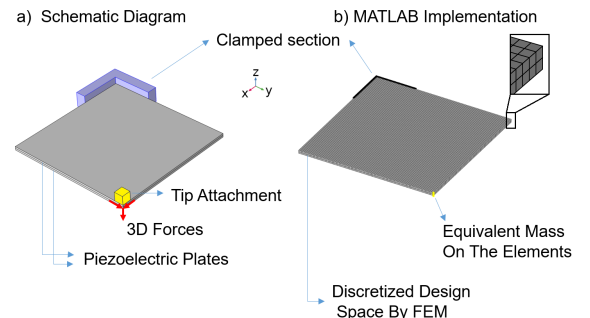 a) Schematic Diagram
b) MATLAB Implementation
Clamped section
z
x
y
Tip Attachment
3D Forces
Piezoelectric Plates
Equivalent Mass
On The Elements
Discretized Design
Space By FEM